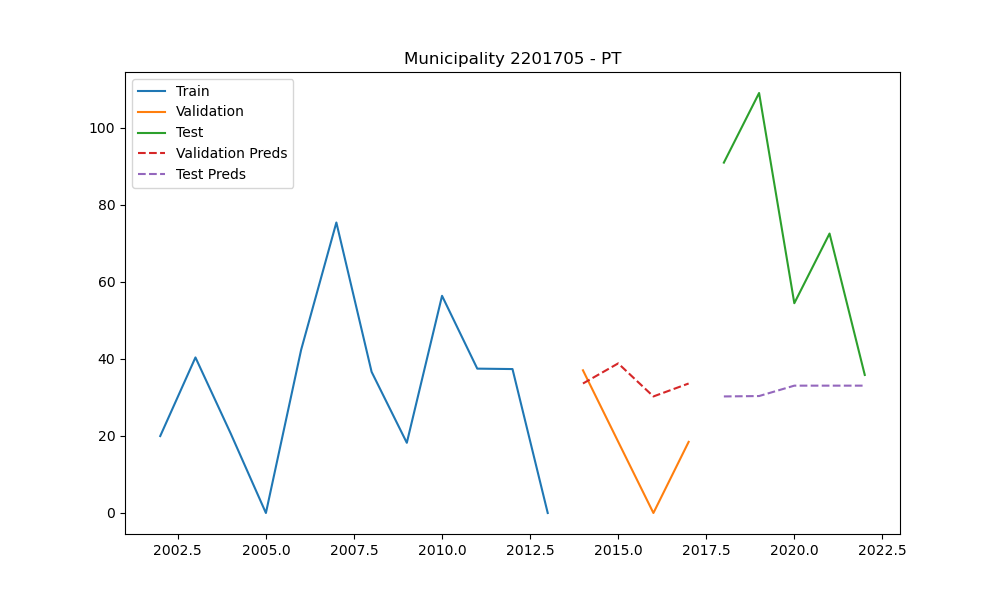 Municipality 2201705 - PT
Train
Validation
Test
Validation Preds
Test Preds
100
80
60
40
20
0
2002.5 2005.0 2007.5 2010.0 2012.5 2015.0 2017.5 2020.0 2022.5